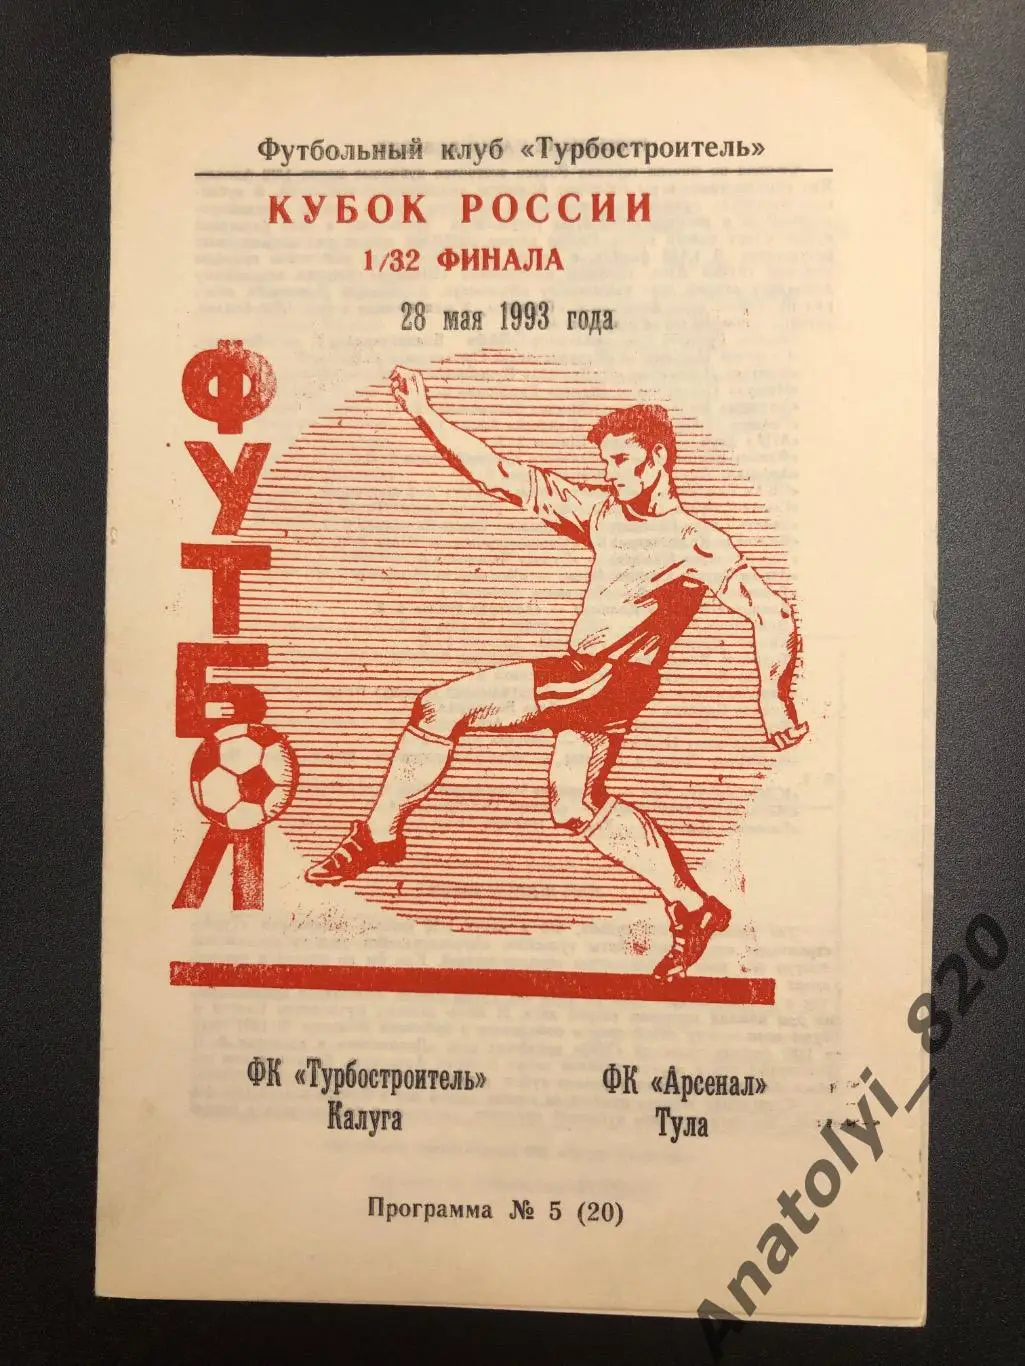 Футбольный клуб «Турбостроитель»
КУБОК РОССИИ
1/32 ФИНАЛА
28 мая 1993 года
ФУТБОЛ
ФК «Турбостроитель»
Калуга
ФК «Арсенал»
Тула
Программа № 5 (20)
Anatolyi_820